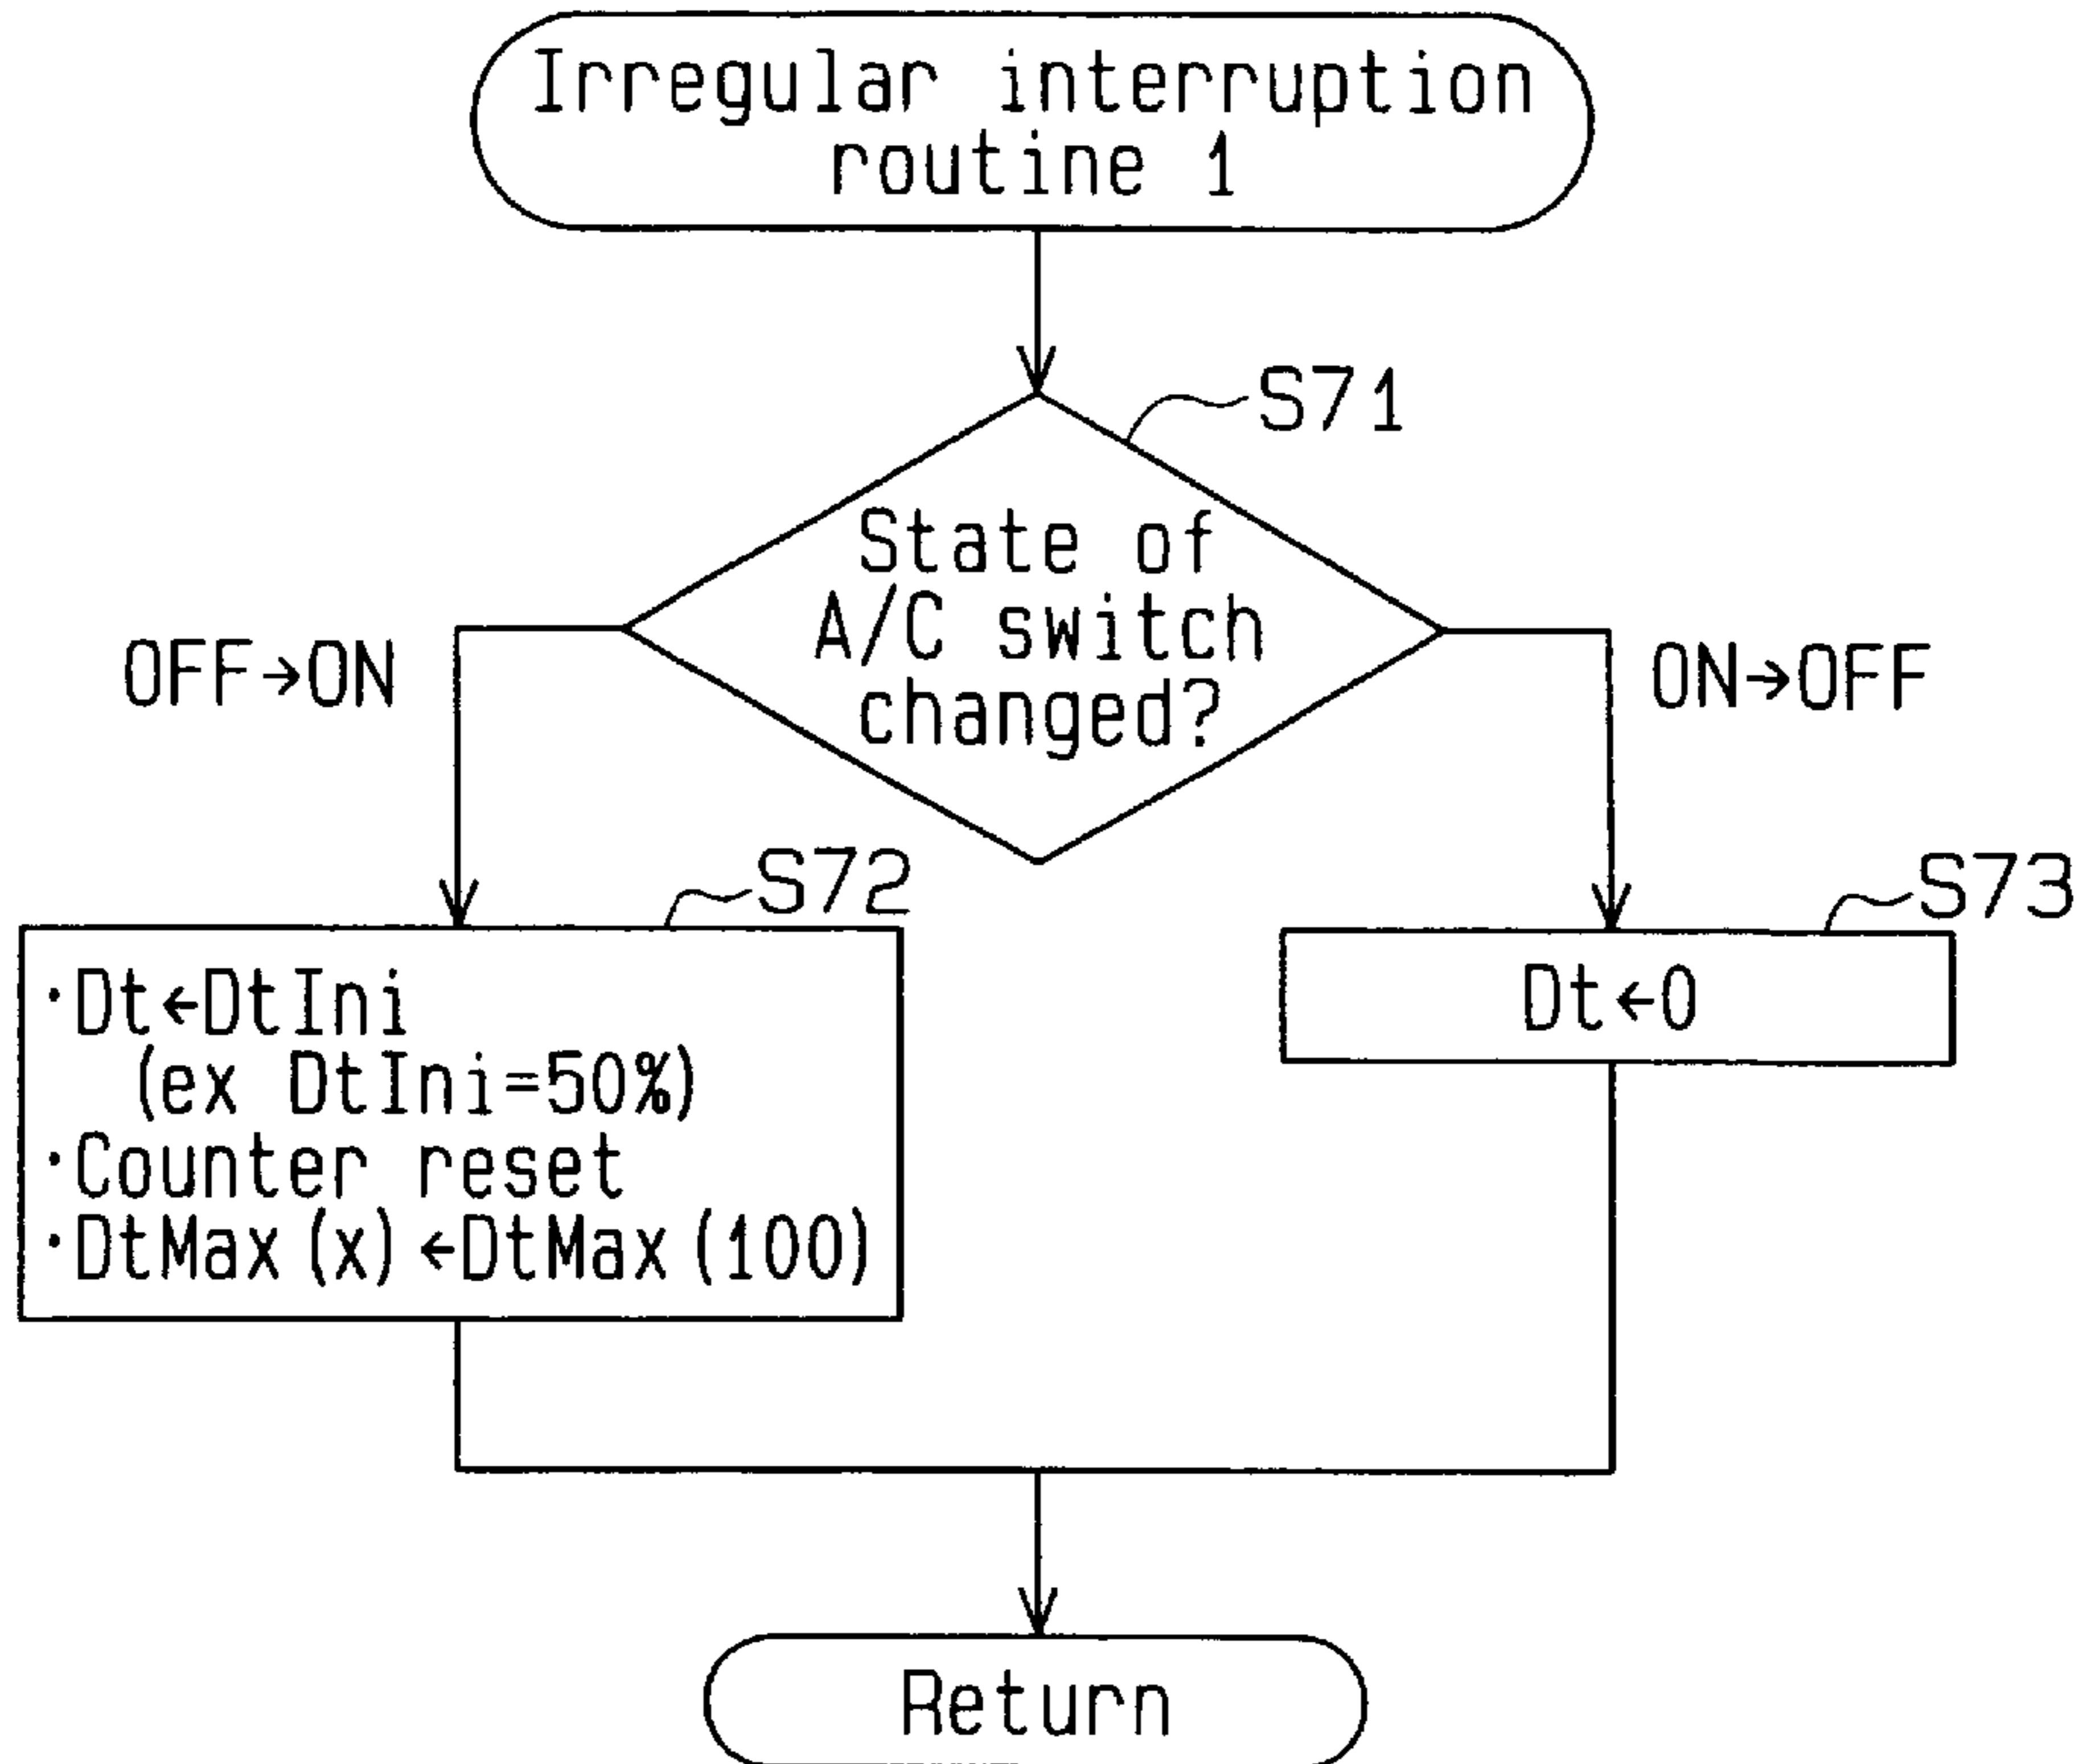 Irregular interruption
routine 1
S71
State of
A/C switch
changed?
OFF→ON
ON→OFF
S72
S73
·Dt←DtIni
(ex DtIni=50%)
·Counter reset
·DtMax(x)←DtMax(100)
Dt←0
Return